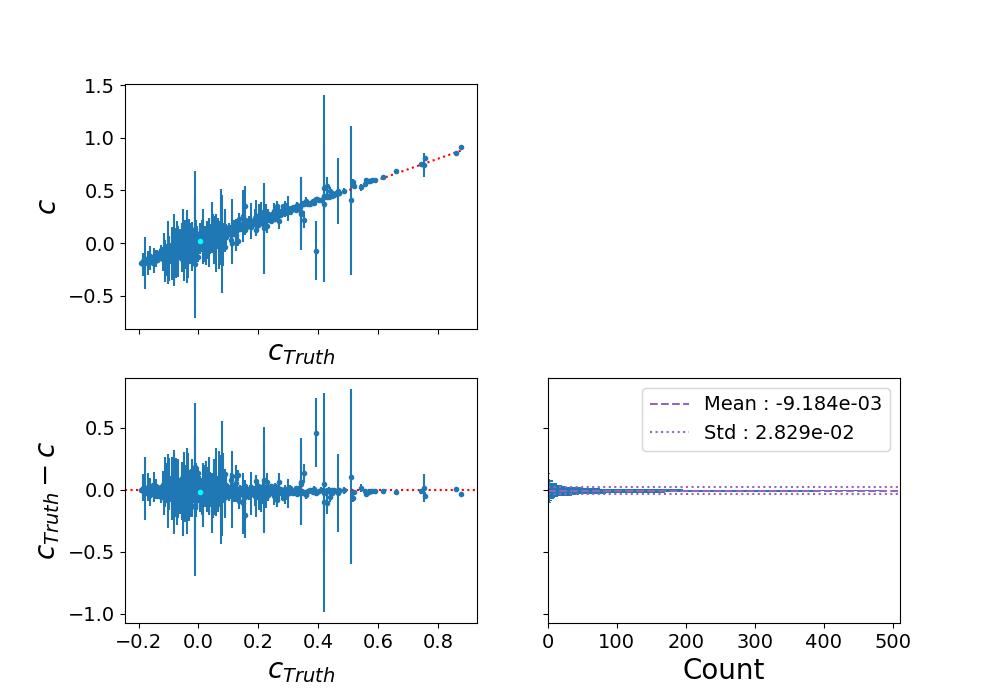 1.5
1.0
0.5
0.0
−0.5
c
c_Truth
0.5
0.0
−0.5
−1.0
c_Truth − c
−0.2 0.0 0.2 0.4 0.6 0.8
c_Truth
Mean : -9.184e-03
Std : 2.829e-02
0 100 200 300 400 500
Count